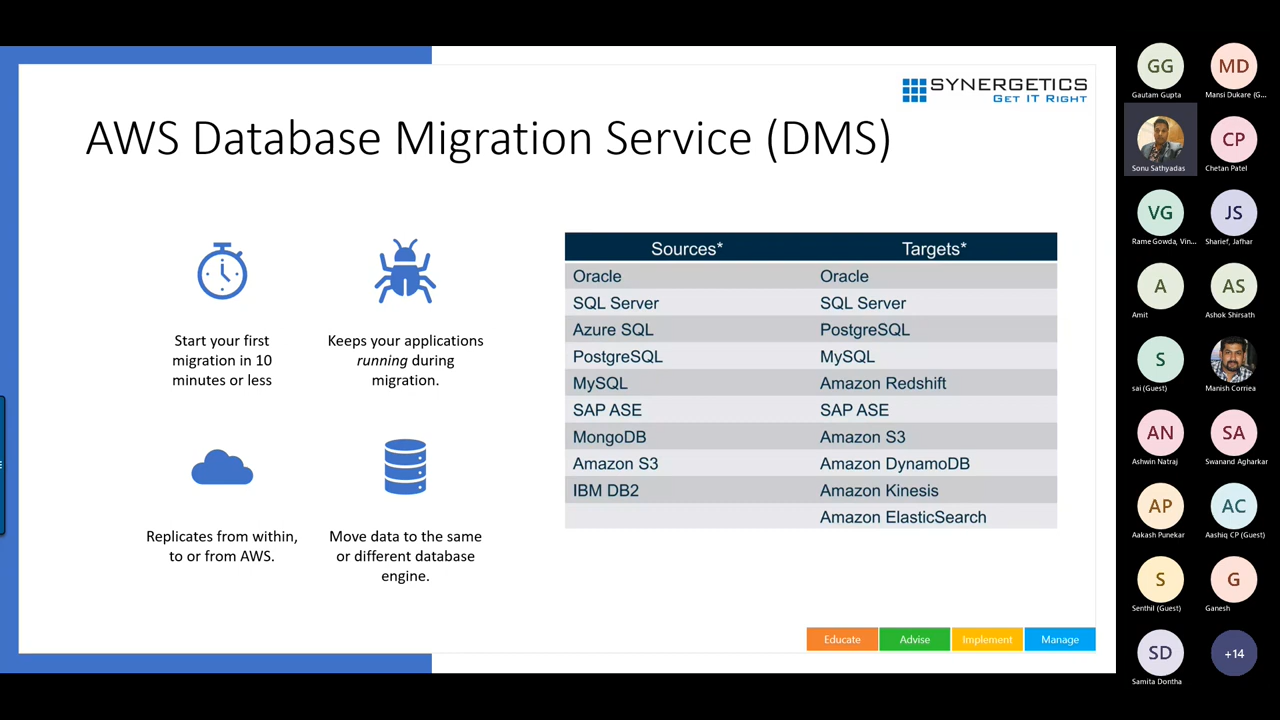 SYNERGETICS
GET IT RIGHT
AWS Database Migration Service (DMS)
Start your first
migration in 10
minutes or less
Keeps your applications
running during
migration.
Replicates from within,
to or from AWS.
Move data to the same
or different database
engine.
Sources* Targets*
Oracle Oracle
SQL Server SQL Server
Azure SQL PostgreSQL
PostgreSQL MySQL
MySQL Amazon Redshift
SAP ASE SAP ASE
MongoDB Amazon S3
Amazon S3 Amazon DynamoDB
IBM DB2 Amazon Kinesis
Amazon ElasticSearch
Educate Advise Implement Manage
GG MD
Gautam Gupta Mansi Dukare (G...
CP
Sonu Sathyadas Chetan Patel
VG JS
Rame Gowda, Vin... Sharief, Jafhar
A AS
Amit Ashok Shirsath
S
sai (Guest) Manish Corriea
AN SA
Ashwin Natraj Swanand Agharkar
AP AC
Aakash Punekar Aashiq CP (Guest)
S G
Senthil (Guest) Ganesh
SD +14
Samita Dontha